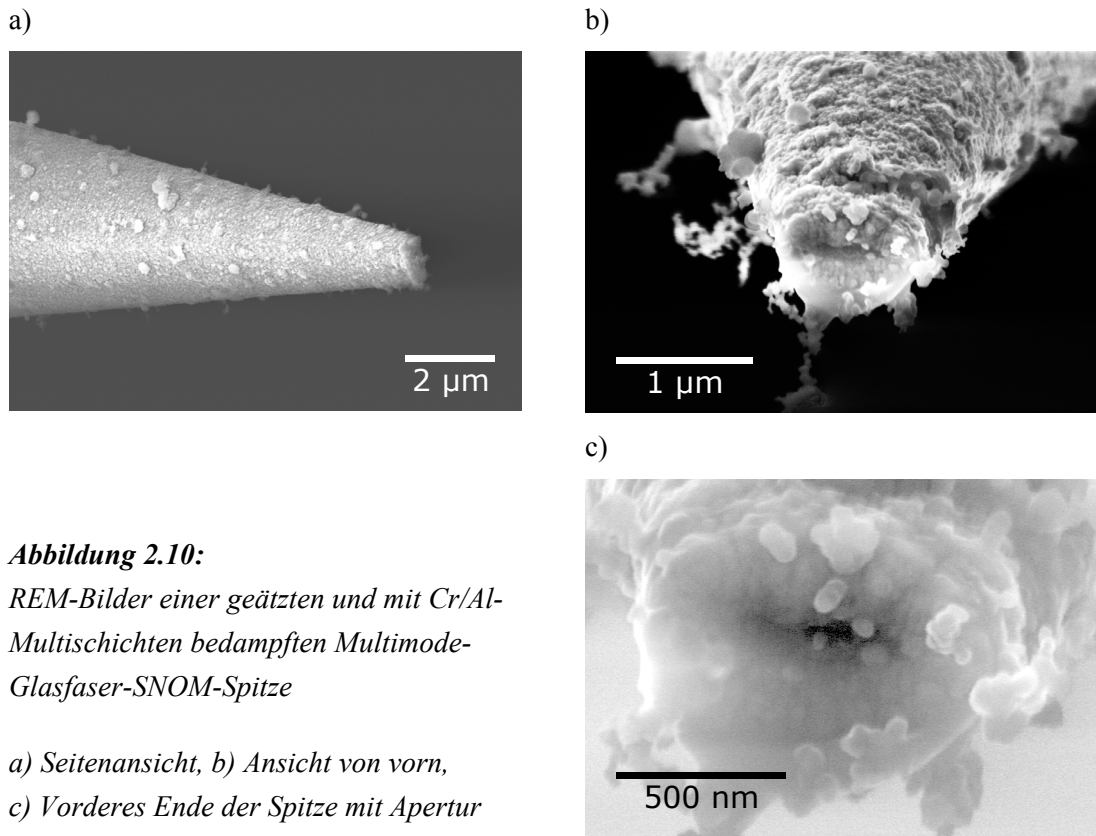 a)
b)
2 µm
1 µm
c)
Abbildung 2.10:
REM-Bilder einer geätzten und mit Cr/Al-
Multischichten bedampften Multimode-
Glasfaser-SNOM-Spitze
a) Seitenansicht, b) Ansicht von vorn,
c) Vorderes Ende der Spitze mit Apertur
500 nm